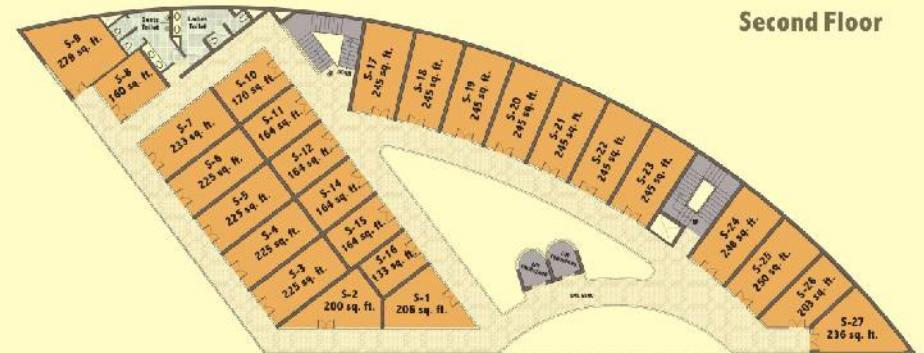 Second Floor
S-9
278 sq. ft.
Gents
Toilet
Ladies
Toilet
S-8
160 sq. ft.
S-10
170 sq. ft.
S-7
233 sq. ft.
S-11
164 sq. ft.
S-6
225 sq. ft.
S-12
164 sq. ft.
S-5
225 sq. ft.
S-14
164 sq. ft.
S-4
225 sq. ft.
S-15
164 sq. ft.
S-3
225 sq. ft.
S-16
133 sq. ft.
S-2
200 sq. ft.
S-1
206 sq. ft.
S-17
245 sq. ft.
S-18
245 sq. ft.
S-19
245 sq. ft.
S-20
245 sq. ft.
S-21
245 sq. ft.
S-22
245 sq. ft.
S-23
245 sq. ft.
S-24
248 sq. ft.
S-25
250 sq. ft.
S-26
203 sq. ft.
S-27
236 sq. ft.